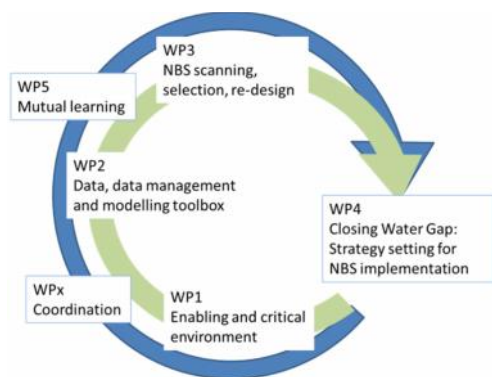 WP3
NBS scanning,
selection, re-design
WP5
Mutual learning
WP2
Data, data management
and modelling toolbox
WP4
Closing Water Gap:
Strategy setting for
NBS implementation
WPx
Coordination
WP1
Enabling and critical
environment